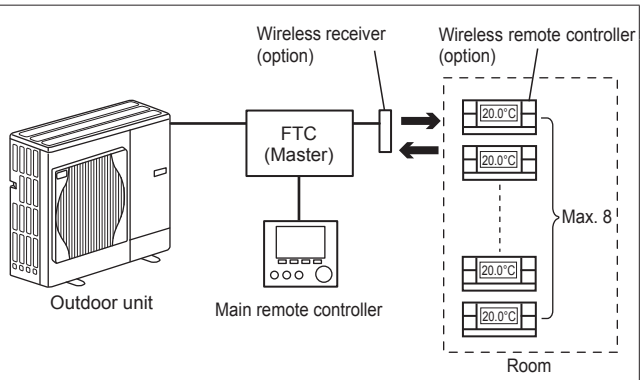 Wireless receiver
(option)
Wireless remote controller
(option)
FTC
(Master)
20.0°C
20.0°C
Max. 8
20.0°C
20.0°C
Outdoor unit
Main remote controller
Room